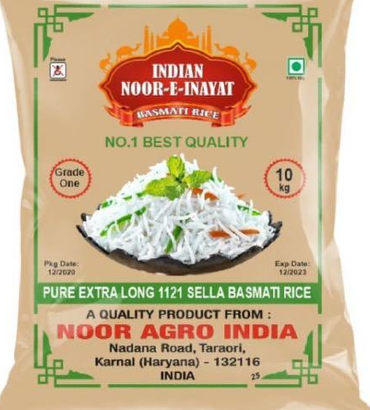 INDIAN
NOOR-E-INAYAT
BASMATI RICE
NO.1 BEST QUALITY
Grade
One
10
kg
Pkg Date:
12/2020
Exp Date:
12/2023
PURE EXTRA LONG 1121 SELLA BASMATI RICE
A QUALITY PRODUCT FROM :
NOOR AGRO INDIA
Nadana Road, Taraori,
Karnal (Haryana) - 132116
INDIA